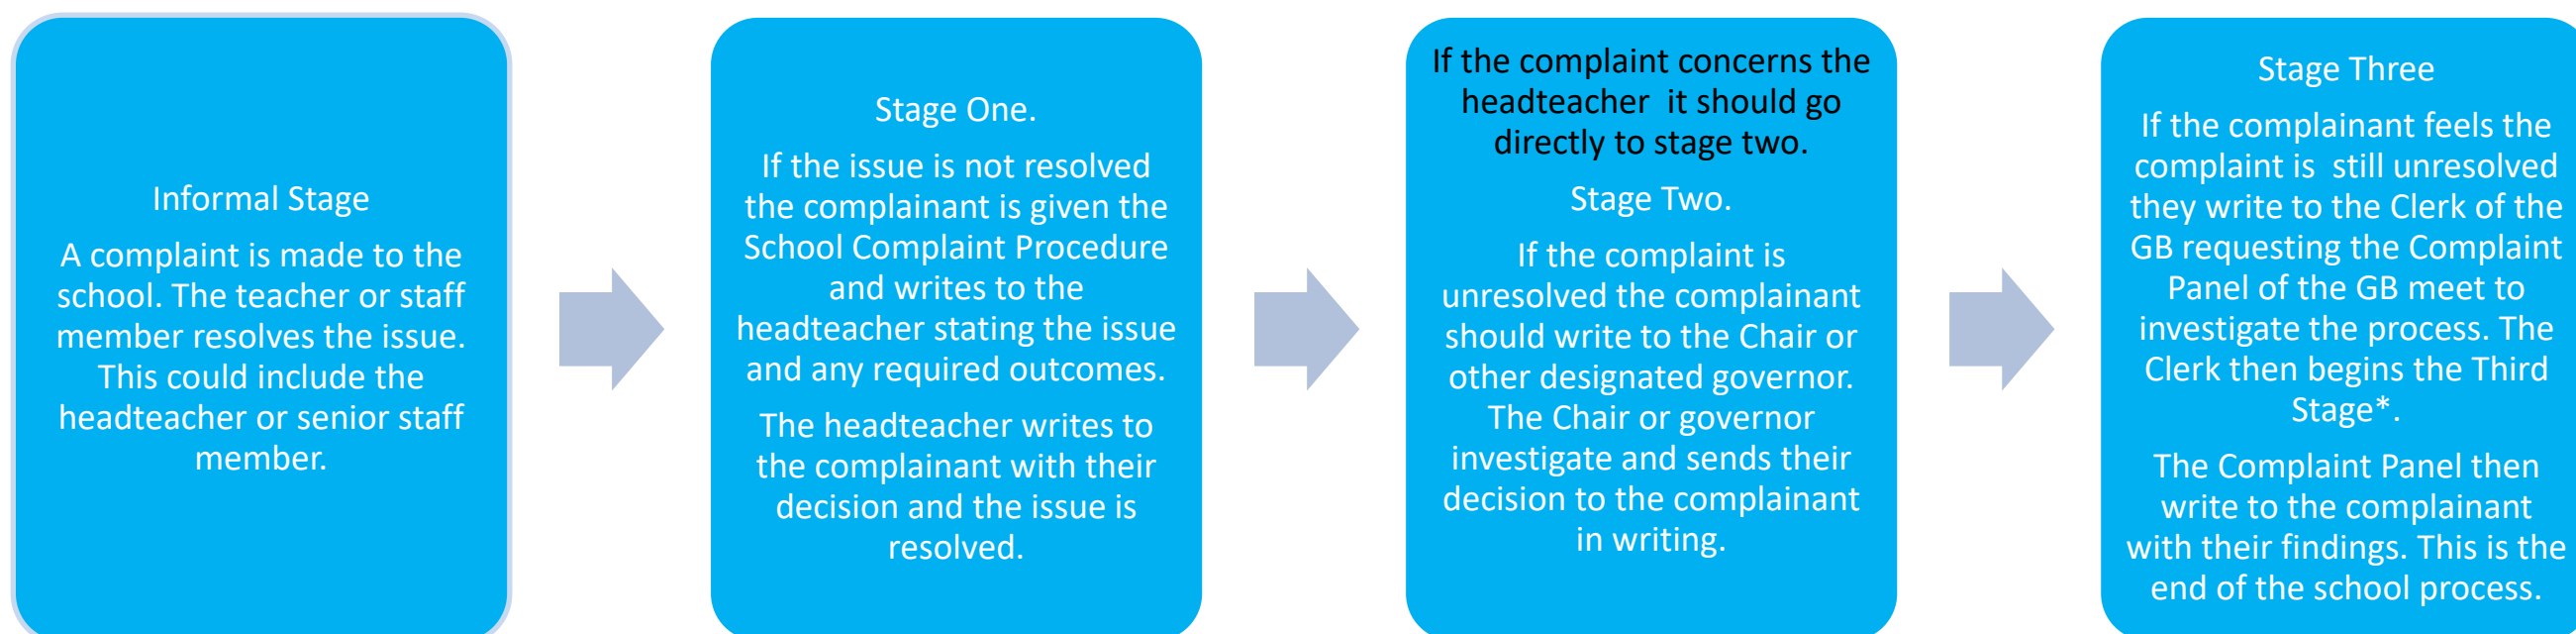 Informal Stage
A complaint is made to the
school. The teacher or staff
member resolves the issue.
This could include the
headteacher or senior staff
member.
Stage One.
If the issue is not resolved
the complainant is given the
School Complaint Procedure
and writes to the
headteacher stating the issue
and any required outcomes.
The headteacher writes to
the complainant with their
decision and the issue is
resolved.
If the complaint concerns the
headteacher  it should go
directly to stage two.
Stage Two.
If the complaint is
unresolved the complainant
should write to the Chair or
other designated governor.
The Chair or governor
investigate and sends their
decision to the complainant
in writing.
Stage Three
If the complainant feels the
complaint is  still unresolved
they write to the Clerk of the
GB requesting the Complaint
Panel of the GB meet to
investigate the process. The
Clerk then begins the Third
Stage*.
The Complaint Panel then
write to the complainant
with their findings. This is the
end of the school process.